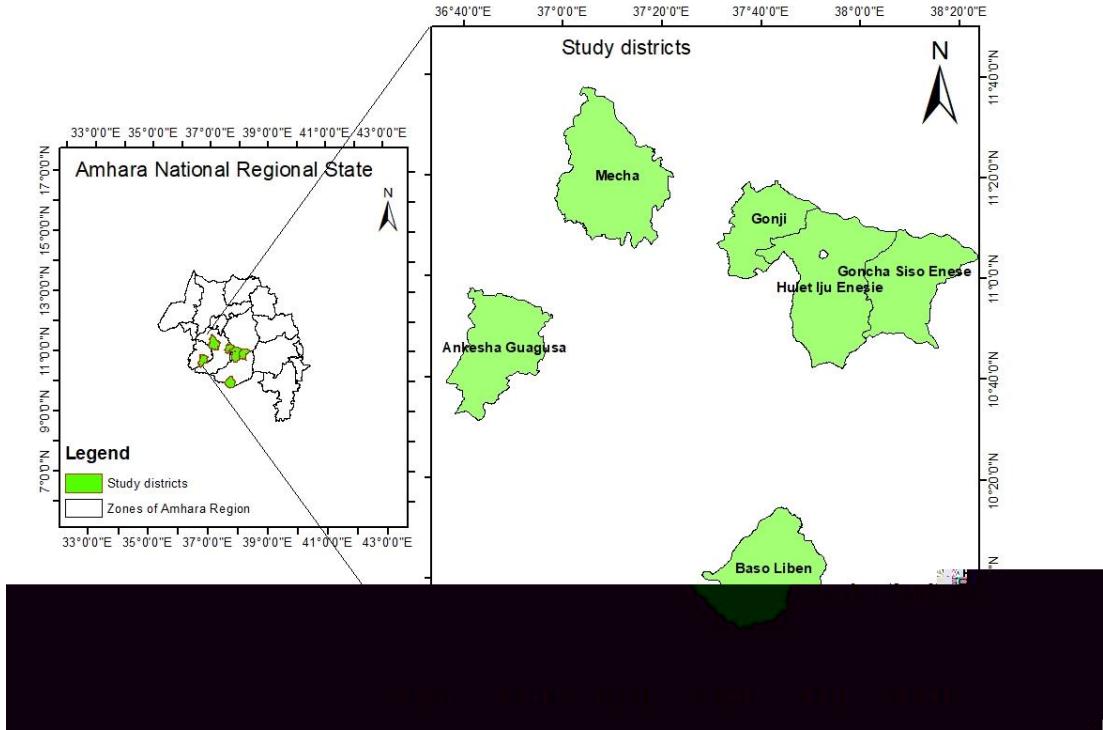 36°40'0"E 37°0'0"E 37°20'0"E 37°40'0"E 38°0'0"E 38°20'0"E
Study districts
N
11°40'0"N
11°20'0"N
11°0'0"N
10°40'0"N
10°20'0"N
Mecha
Gonji
Goncha Siso Enese
Hulet Iju Enesie
Ankesha Guagusa
Baso Liben
33°0'0"E 35°0'0"E 37°0'0"E 39°0'0"E 41°0'0"E 43°0'0"E
Amhara National Regional State
N
17°0'0"N
15°0'0"N
13°0'0"N
11°0'0"N
9°0'0"N
7°0'0"N
Legend
Study districts
Zones of Amhara Region
33°0'0"E 35°0'0"E 37°0'0"E 39°0'0"E 41°0'0"E 43°0'0"E